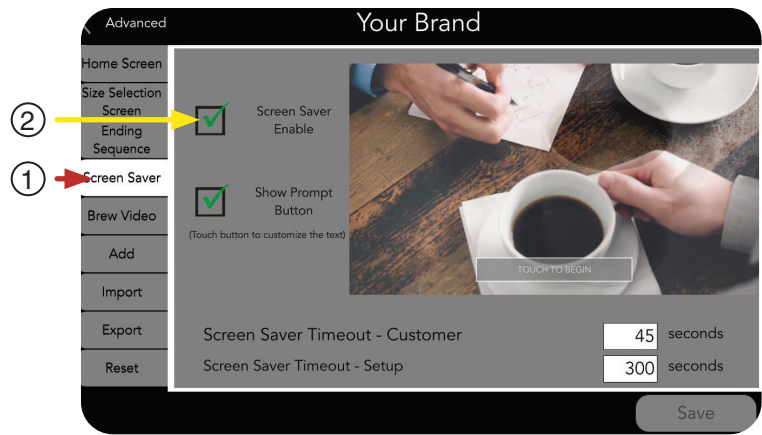 Advanced
Your Brand
Home Screen
Size Selection
Screen
Ending
Sequence
Screen Saver
Brew Video
Add
Import
Export
Reset
2
1
Screen Saver
Enable
Show Prompt
Button
(Touch button to customize the text)
TOUCH TO BEGIN
Screen Saver Timeout - Customer
45 seconds
Screen Saver Timeout - Setup
300 seconds
Save